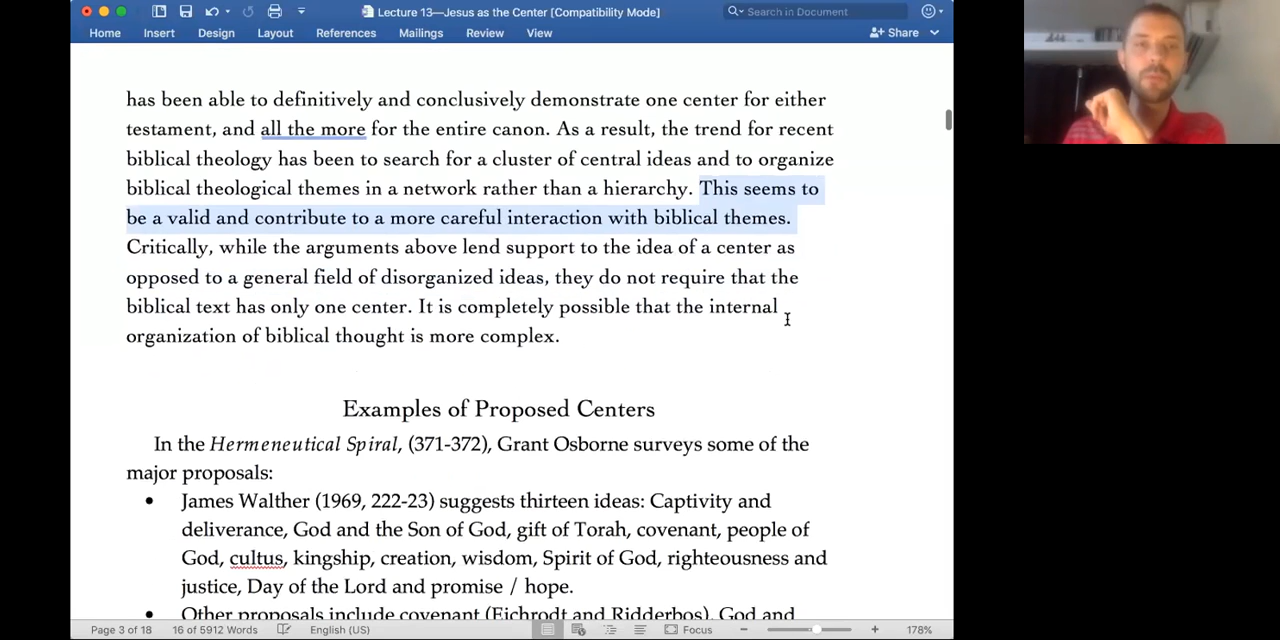 Lecture 13—Jesus as the Center [Compatibility Mode]
Search in Document
Home Insert Design Layout References Mailings Review View Share
has been able to definitively and conclusively demonstrate one center for either
testament, and all the more for the entire canon. As a result, the trend for recent
biblical theology has been to search for a cluster of central ideas and to organize
biblical theological themes in a network rather than a hierarchy. This seems to
be a valid and contribute to a more careful interaction with biblical themes.
Critically, while the arguments above lend support to the idea of a center as
opposed to a general field of disorganized ideas, they do not require that the
biblical text has only one center. It is completely possible that the internal
organization of biblical thought is more complex.
Examples of Proposed Centers
In the Hermeneutical Spiral, (371-372), Grant Osborne surveys some of the
major proposals:
• James Walther (1969, 222-23) suggests thirteen ideas: Captivity and
deliverance, God and the Son of God, gift of Torah, covenant, people of
God, cultus, kingship, creation, wisdom, Spirit of God, righteousness and
justice, Day of the Lord and promise / hope.
• Other proposals include covenant (Eichrodt and Ridderbos), God and
Page 3 of 18 16 of 5912 Words English (US) Focus 178%